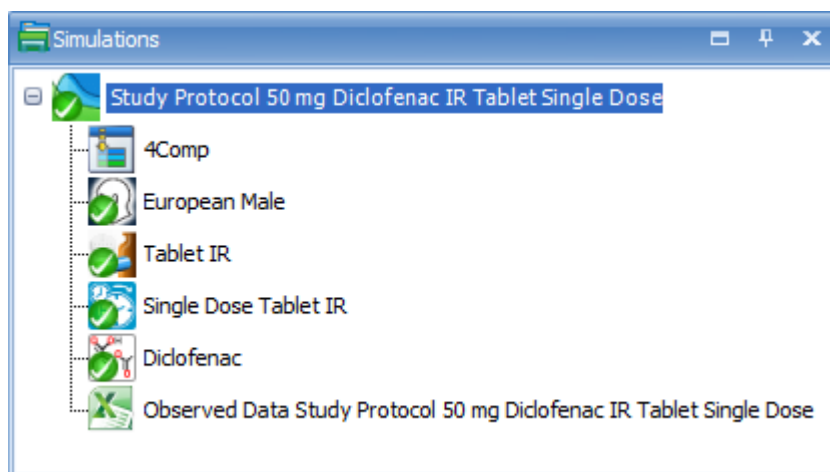 Simulations
Study Protocol 50 mg Diclofenac IR Tablet Single Dose
4Comp
European Male
Tablet IR
Single Dose Tablet IR
Diclofenac
Observed Data Study Protocol 50 mg Diclofenac IR Tablet Single Dose